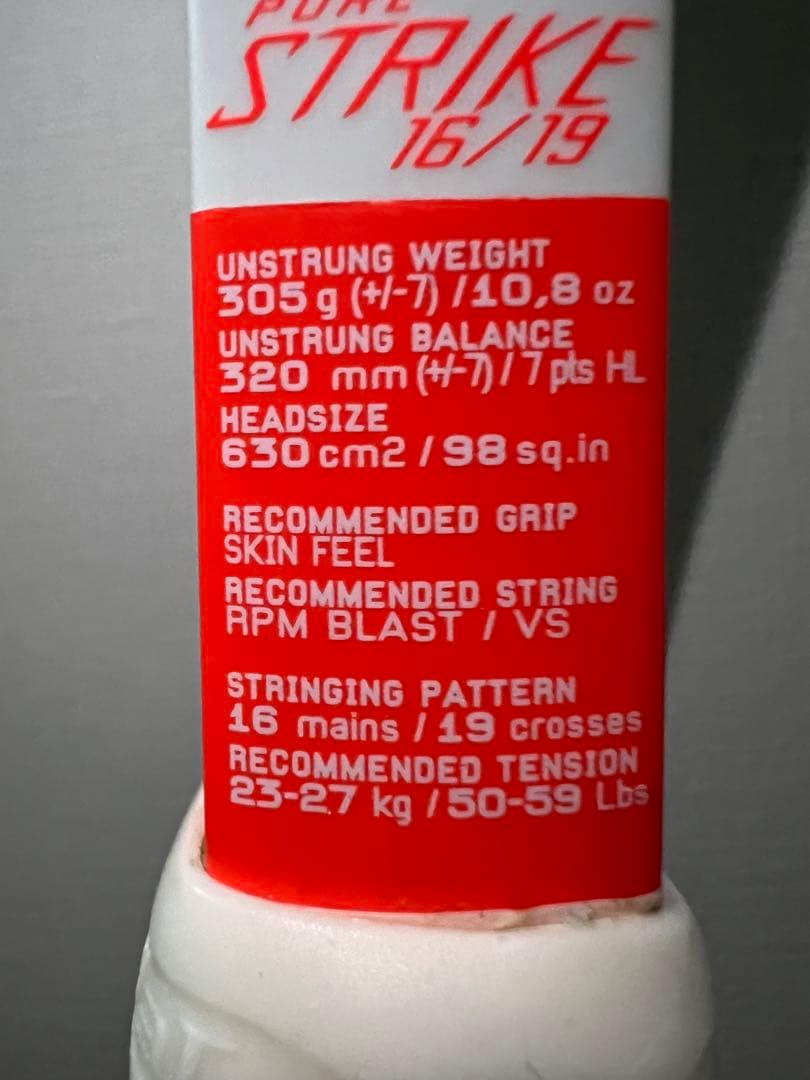 PURE
STRIKE
16/19
UNSTRUNG WEIGHT
305 g (+/-7) / 10,8 oz
UNSTRUNG BALANCE
320 mm (+/-7) / 7 pts HL
HEADSIZE
630 cm2 / 98 sq.in
RECOMMENDED GRIP
SKIN FEEL
RECOMMENDED STRING
RPM BLAST / VS
STRINGING PATTERN
16 mains / 19 crosses
RECOMMENDED TENSION
23-27 kg / 50-59 Lbs